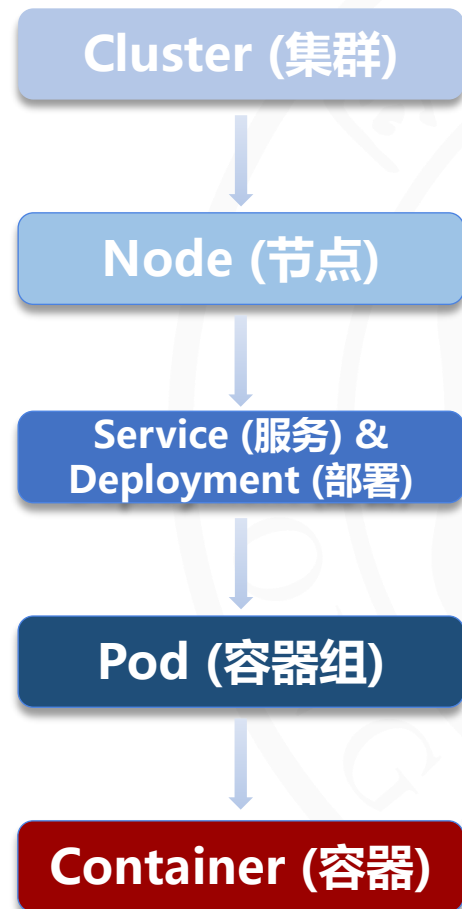 Cluster (集群)
Node (节点)
Service (服务) &
Deployment (部署)
Pod (容器组)
Container (容器)